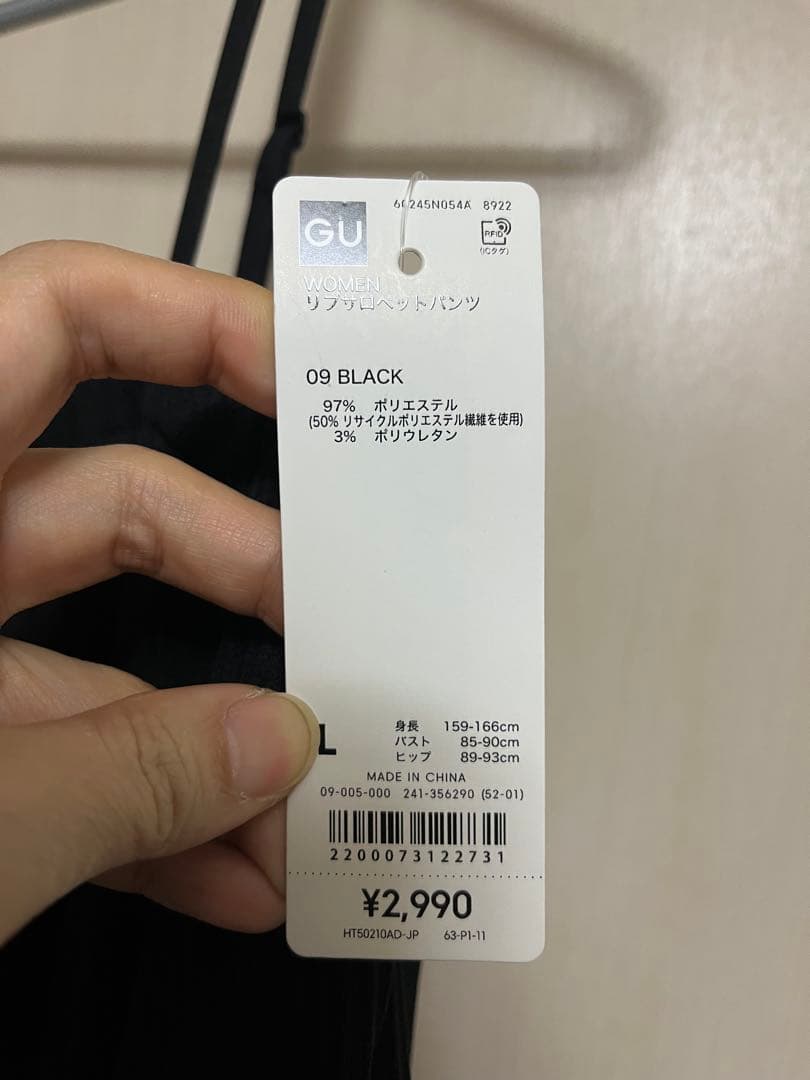 60245N054A 8922
GU
RFID
(ICタグ)
WOMEN
リブサロペットパンツ
09 BLACK
97% ポリエステル
(50% リサイクルポリエステル繊維を使用)
3% ポリウレタン
L
身長 159-166cm
バスト 85-90cm
ヒップ 89-93cm
MADE IN CHINA
09-005-000 241-356290 (52-01)
2200073122731
¥2,990
HT50210AD-JP 63-P1-11